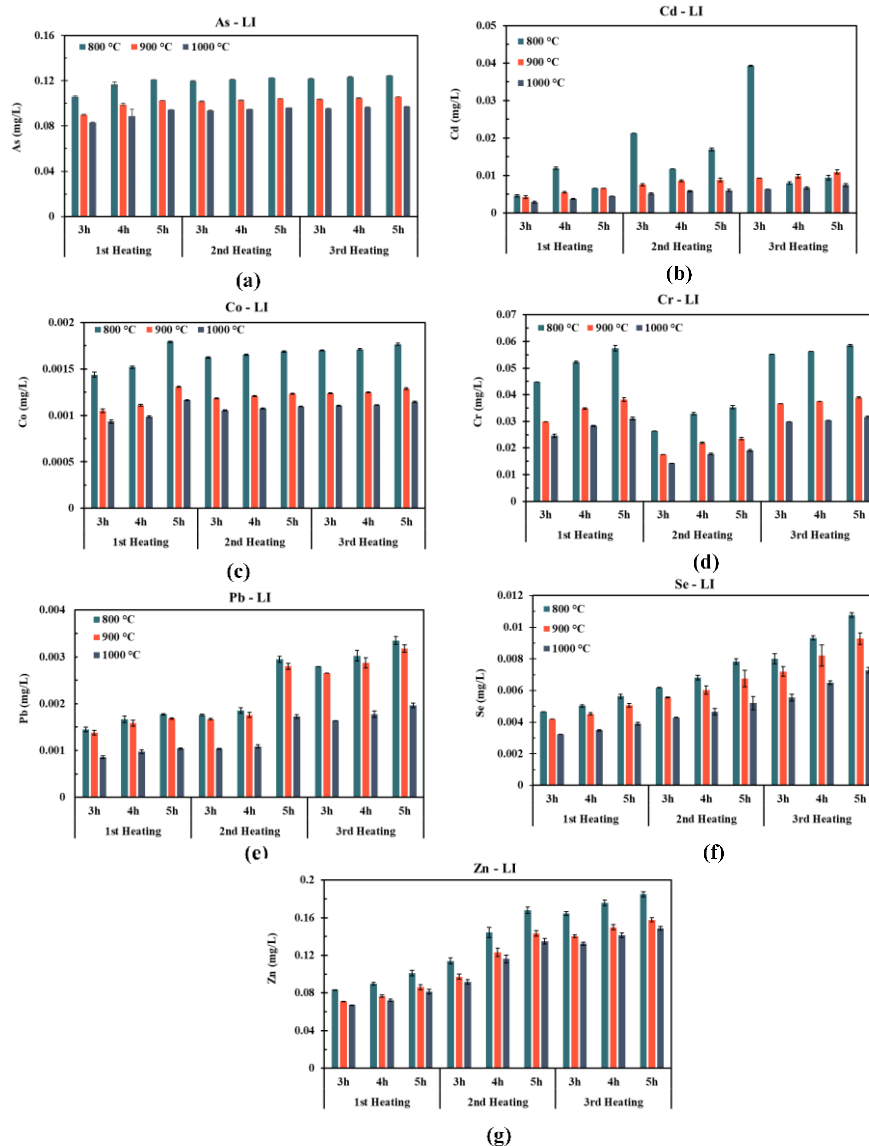 As - LI
800 °C 900 °C 1000 °C
0.16
0.12
0.08
0.04
0
As (mg/L)
3h 4h 5h 3h 4h 5h 3h 4h 5h
1st Heating 2nd Heating 3rd Heating
(a)
Cd - LI
800 °C
900 °C
1000 °C
0.05
0.04
0.03
0.02
0.01
0
Cd (mg/L)
3h 4h 5h 3h 4h 5h 3h 4h 5h
1st Heating 2nd Heating 3rd Heating
(b)
Co - LI
800 °C 900 °C 1000 °C
0.002
0.0015
0.001
0.0005
0
Co (mg/L)
3h 4h 5h 3h 4h 5h 3h 4h 5h
1st Heating 2nd Heating 3rd Heating
(c)
Cr - LI
800 °C 900 °C 1000 °C
0.07
0.06
0.05
0.04
0.03
0.02
0.01
0
Cr (mg/L)
3h 4h 5h 3h 4h 5h 3h 4h 5h
1st Heating 2nd Heating 3rd Heating
(d)
Pb - LI
800 °C
900 °C
1000 °C
0.004
0.003
0.002
0.001
0
Pb (mg/L)
3h 4h 5h 3h 4h 5h 3h 4h 5h
1st Heating 2nd Heating 3rd Heating
(e)
Se - LI
800 °C
900 °C
1000 °C
0.012
0.01
0.008
0.006
0.004
0.002
0
Se (mg/L)
3h 4h 5h 3h 4h 5h 3h 4h 5h
1st Heating 2nd Heating 3rd Heating
(f)
Zn - LI
800 °C 900 °C 1000 °C
0.2
0.16
0.12
0.08
0.04
0
Zn (mg/L)
3h 4h 5h 3h 4h 5h 3h 4h 5h
1st Heating 2nd Heating 3rd Heating
(g)